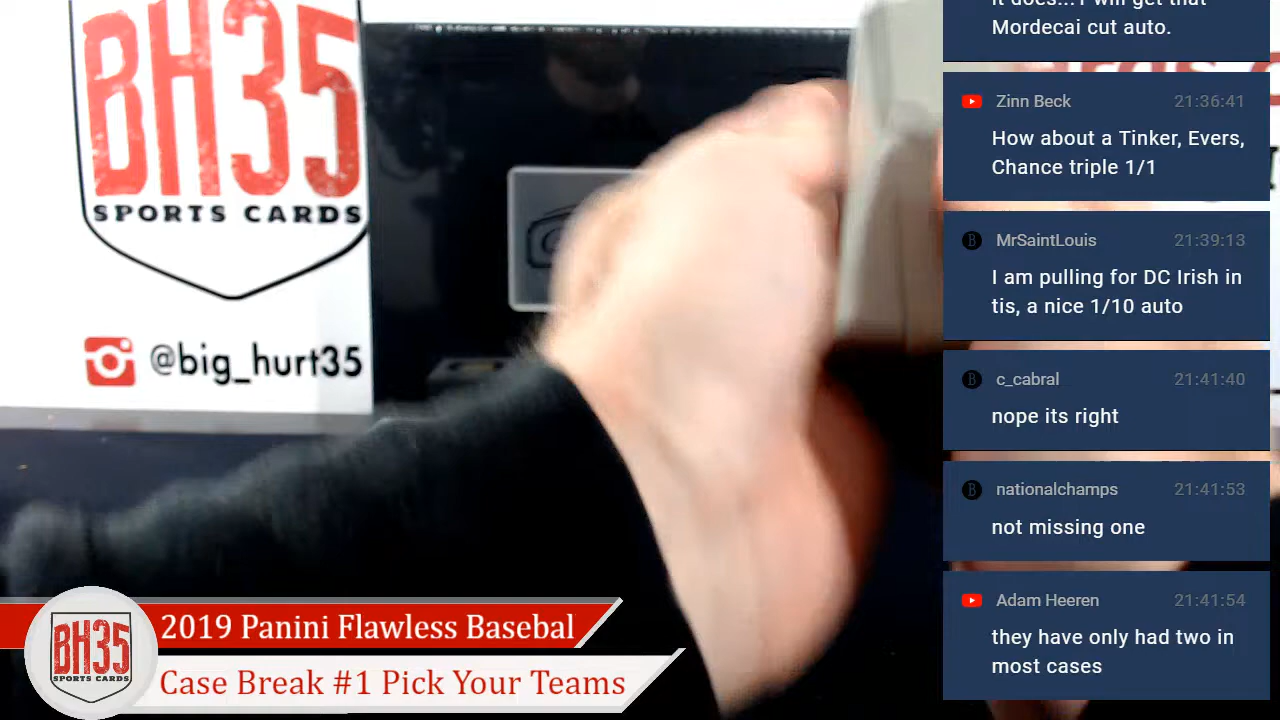 BH35
SPORTS CARDS
@big_hurt35
Mordecai cut auto.
Zinn Beck 21:36:41
How about a Tinker, Evers,
Chance triple 1/1
MrSaintLouis 21:39:13
I am pulling for DC Irish in
tis, a nice 1/10 auto
c_cabral 21:41:40
nope its right
nationalchamps 21:41:53
not missing one
Adam Heeren 21:41:54
they have only had two in
most cases
BH35
SPORTS CARDS
2019 Panini Flawless Basebal
Case Break #1 Pick Your Teams